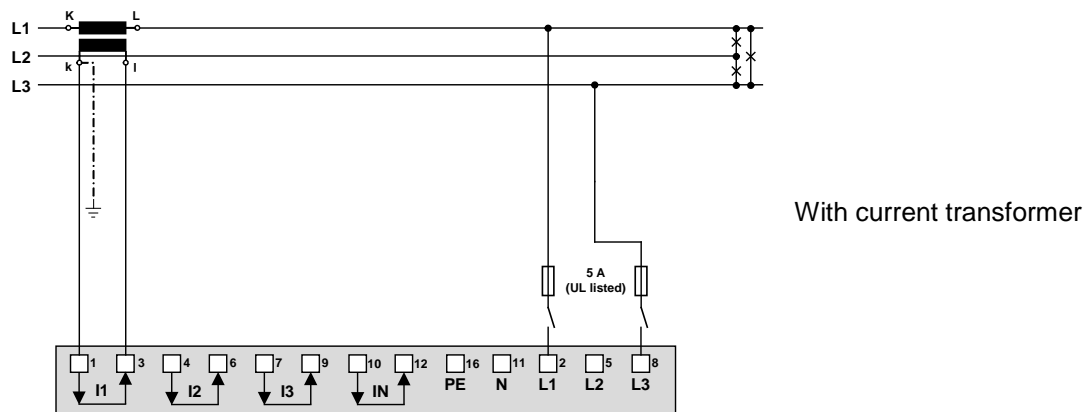 K L
L1
L2
k l
L3
With current transformer
5 A
(UL listed)
1 3 4 6 7 9 10 12 16 11 2 5 8
I1 I2 I3 IN PE N L1 L2 L3